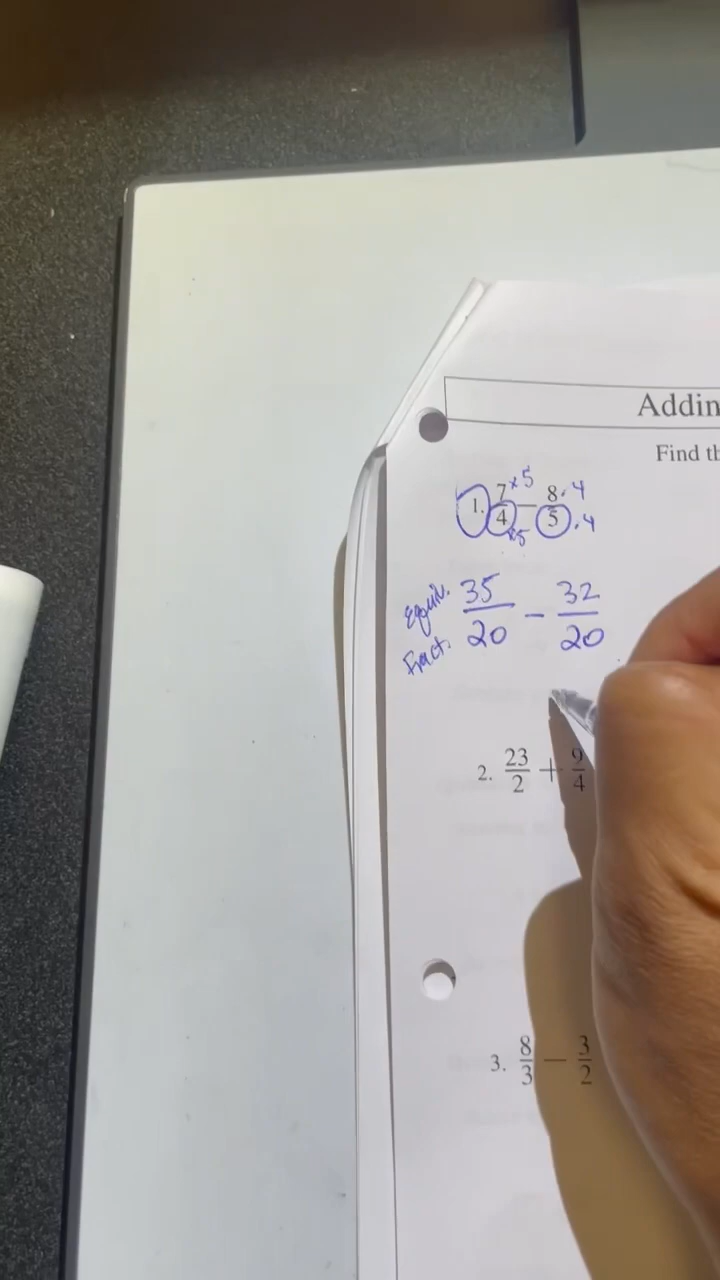 Addin
Find th
1. 7 ×5 / 4 ×5 − 8 · 4 / 5 · 4
Equiv. Fract. 35/20 − 32/20
2. 23/2 + 9/4
3. 8/3 − 3/2